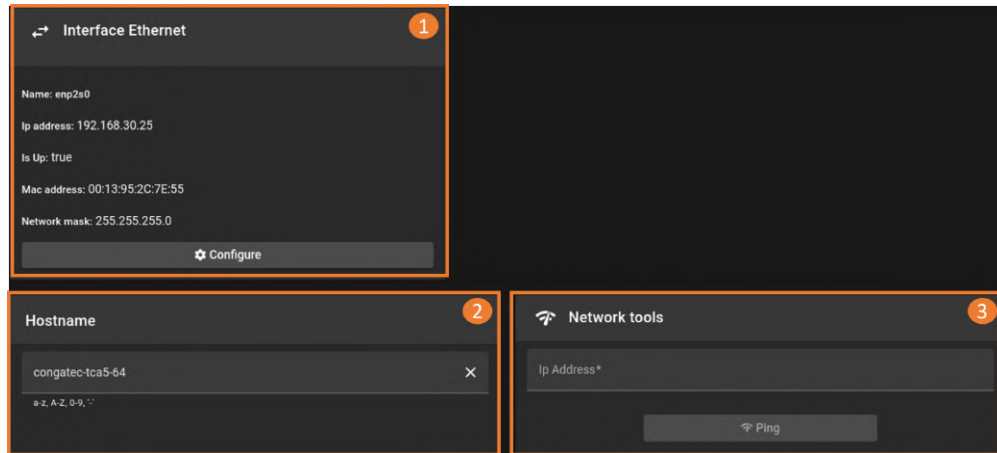 Interface Ethernet
1
Name: enp2s0
Ip address: 192.168.30.25
Is Up: true
Mac address: 00:13:95:2C:7E:55
Network mask: 255.255.255.0
Configure
Hostname
2
congatec-tca5-64
a-z, A-Z, 0-9, '-'
Network tools
3
Ip Address*
Ping